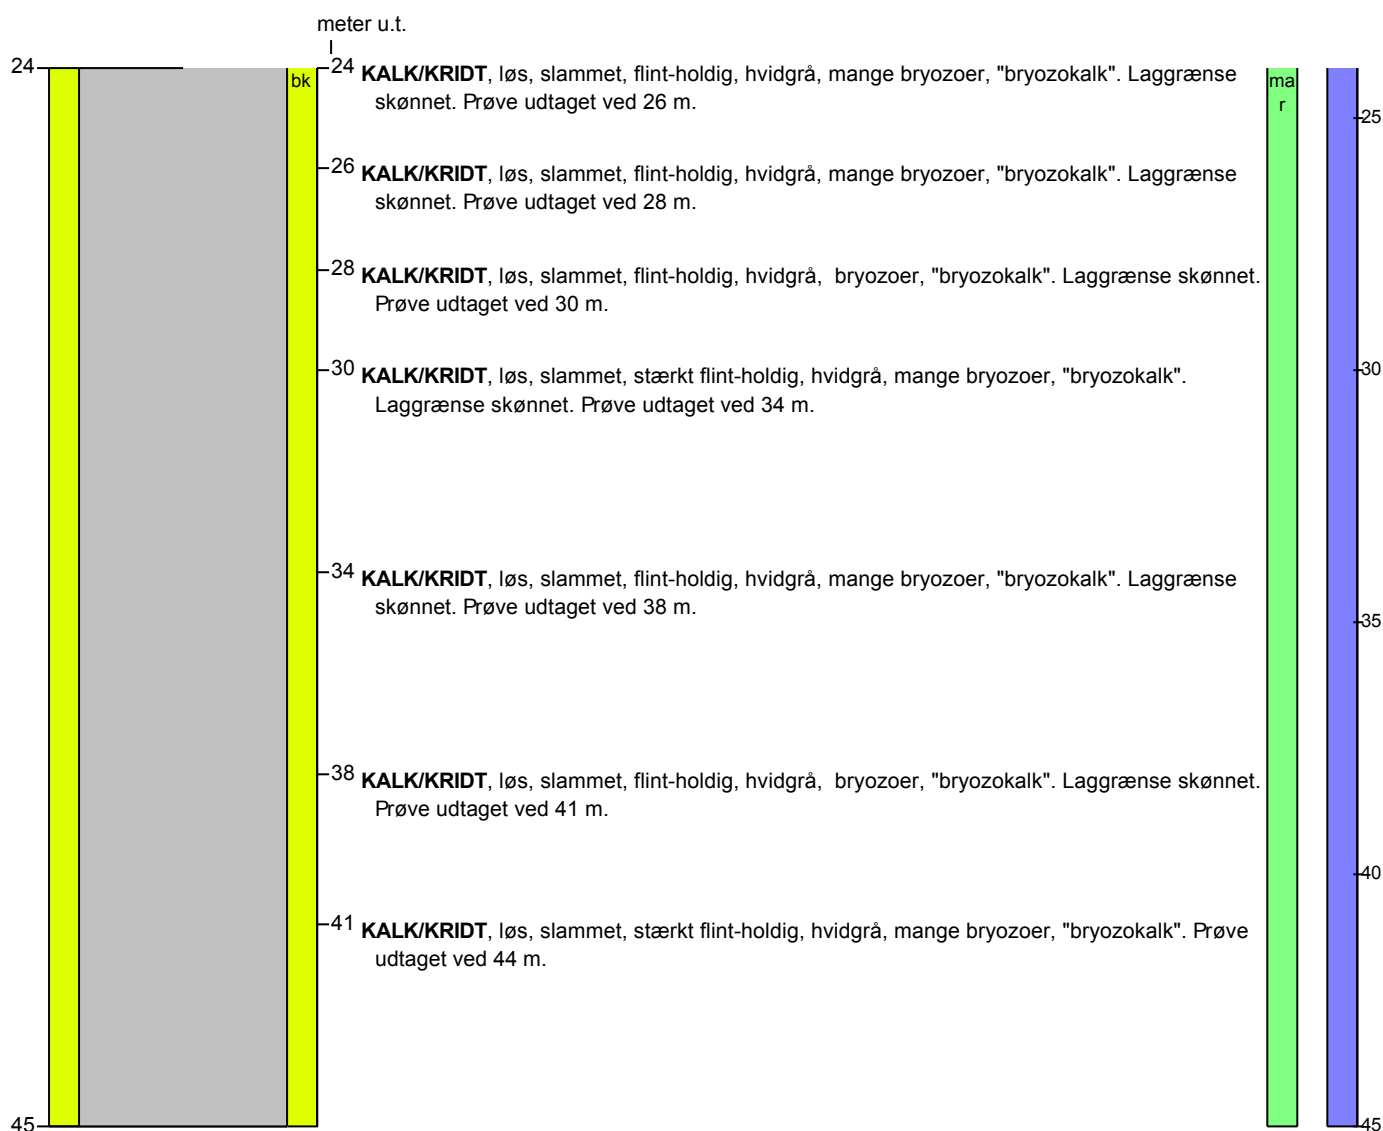 meter u.t.
24
bk
24 KALK/KRIDT, løs, slammet, flint-holdig, hvidgrå, mange bryozoer, "bryozokalk". Laggrænse
skønnet. Prøve udtaget ved 26 m.
ma
r
25
26 KALK/KRIDT, løs, slammet, flint-holdig, hvidgrå, mange bryozoer, "bryozokalk". Laggrænse
skønnet. Prøve udtaget ved 28 m.
28 KALK/KRIDT, løs, slammet, flint-holdig, hvidgrå, bryozoer, "bryozokalk". Laggrænse skønnet.
Prøve udtaget ved 30 m.
30 KALK/KRIDT, løs, slammet, stærkt flint-holdig, hvidgrå, mange bryozoer, "bryozokalk".
Laggrænse skønnet. Prøve udtaget ved 34 m.
30
34 KALK/KRIDT, løs, slammet, flint-holdig, hvidgrå, mange bryozoer, "bryozokalk". Laggrænse
skønnet. Prøve udtaget ved 38 m.
35
38 KALK/KRIDT, løs, slammet, flint-holdig, hvidgrå, bryozoer, "bryozokalk". Laggrænse skønnet.
Prøve udtaget ved 41 m.
40
41 KALK/KRIDT, løs, slammet, stærkt flint-holdig, hvidgrå, mange bryozoer, "bryozokalk". Prøve
udtaget ved 44 m.
45
45